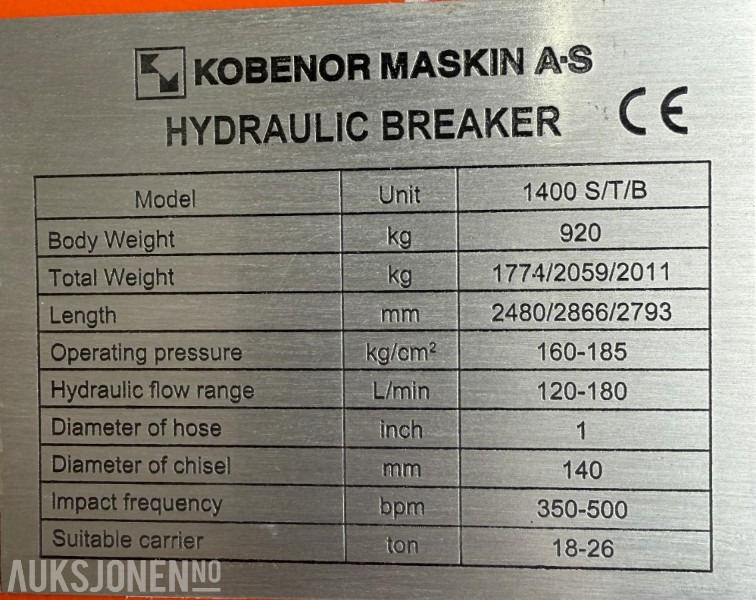 KOBENOR MASKIN A·S
HYDRAULIC BREAKER CE
Model Unit 1400 S/T/B
Body Weight kg 920
Total Weight kg 1774/2059/2011
Length mm 2480/2866/2793
Operating pressure kg/cm² 160-185
Hydraulic flow range L/min 120-180
Diameter of hose inch 1
Diameter of chisel mm 140
Impact frequency bpm 350-500
Suitable carrier ton 18-26
AUKSJONEN.NO